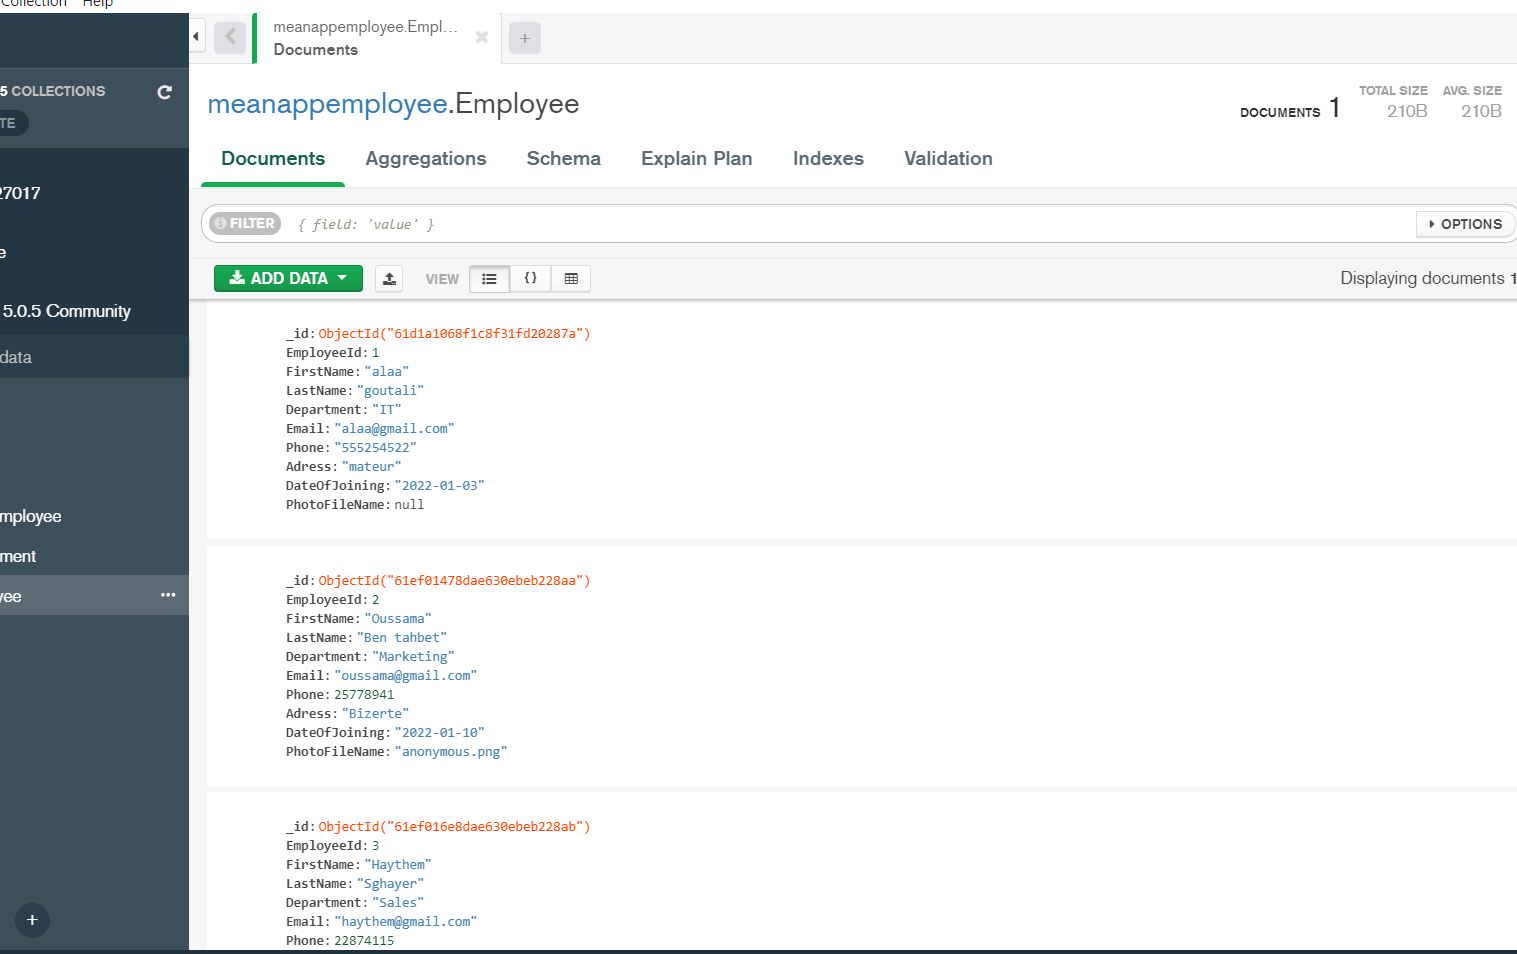 Collection Help
meanappemployee.Empl...
Documents
5 COLLECTIONS
TE
27017
e
5.0.5 Community
data
mployee
ment
yee
meanappemployee.Employee
DOCUMENTS 1
TOTAL SIZE
210B
AVG. SIZE
210B
Documents Aggregations Schema Explain Plan Indexes Validation
FILTER { field: 'value' } OPTIONS
ADD DATA VIEW {} Displaying documents 1
_id: ObjectId("61d1a1068f1c8f31fd20287a")
EmployeeId: 1
FirstName: "alaa"
LastName: "goutali"
Department: "IT"
Email: "alaa@gmail.com"
Phone: "555254522"
Adress: "mateur"
DateOfJoining: "2022-01-03"
PhotoFileName: null
_id: ObjectId("61ef01478dae630ebeb228aa")
EmployeeId: 2
FirstName: "Oussama"
LastName: "Ben tahbet"
Department: "Marketing"
Email: "oussama@gmail.com"
Phone: 25778941
Adress: "Bizerte"
DateOfJoining: "2022-01-10"
PhotoFileName: "anonymous.png"
_id: ObjectId("61ef016e8dae630ebeb228ab")
EmployeeId: 3
FirstName: "Haythem"
LastName: "Sghayer"
Department: "Sales"
Email: "haythem@gmail.com"
Phone: 22874115